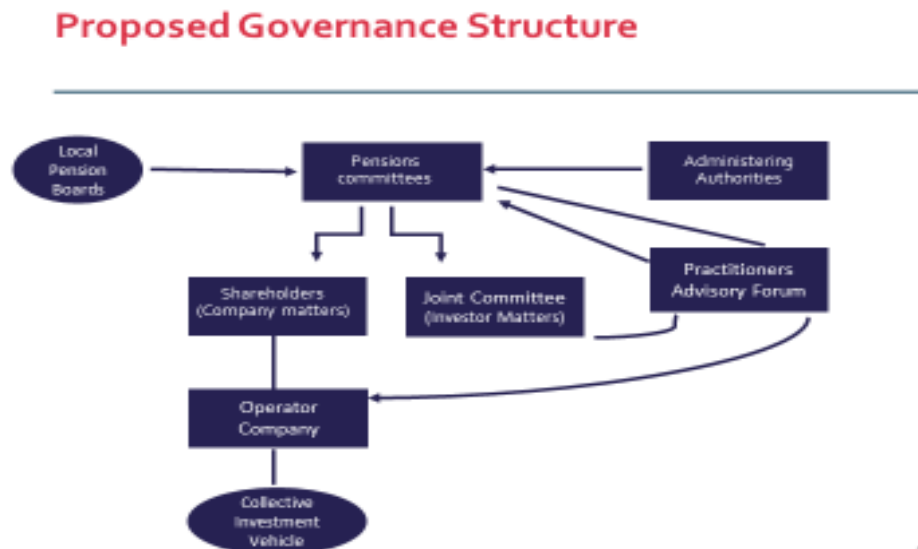 Proposed Governance Structure
Local
Pension
Boards
Pensions
committees
Administering
Authorities
Practitioners
Advisory Forum
Shareholders
(Company matters)
Joint Committee
(Investor Matters)
Operator
Company
Collective
Investment
Vehicle